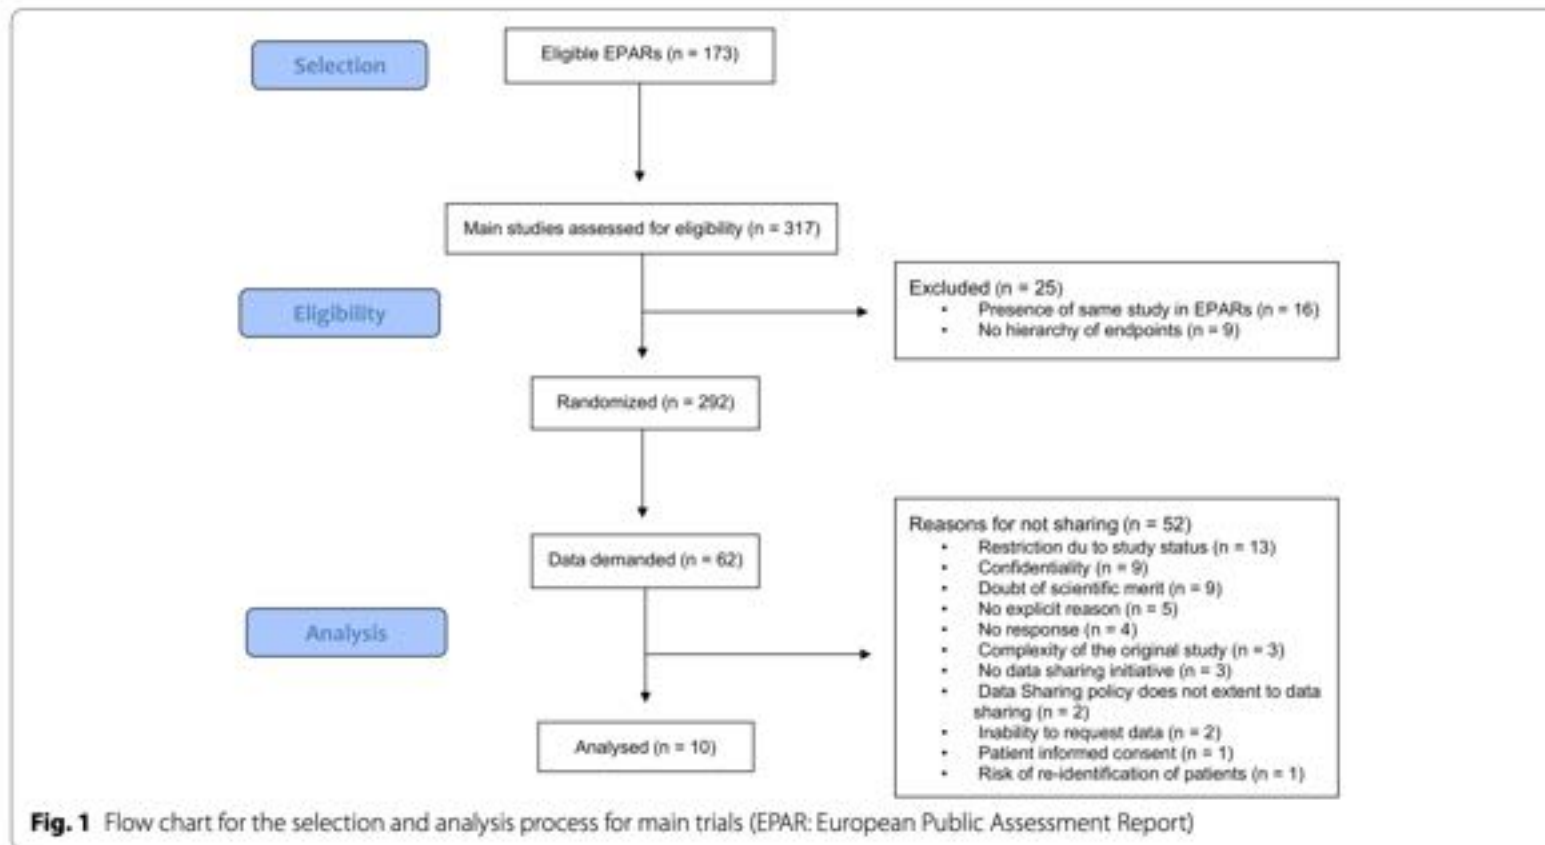 Selection
Eligible EPARs (n = 173)
Main studies assessed for eligibility (n = 317)
Eligibility
Excluded (n = 25)
• Presence of same study in EPARs (n = 16)
• No hierarchy of endpoints (n = 9)
Randomized (n = 292)
Data demanded (n = 62)
Reasons for not sharing (n = 52)
• Restriction du to study status (n = 13)
• Confidentiality (n = 9)
• Doubt of scientific merit (n = 9)
• No explicit reason (n = 5)
• No response (n = 4)
• Complexity of the original study (n = 3)
• No data sharing initiative (n = 3)
• Data Sharing policy does not extent to data
sharing (n = 2)
• Inability to request data (n = 2)
• Patient informed consent (n = 1)
• Risk of re-identification of patients (n = 1)
Analysis
Analysed (n = 10)
Fig. 1 Flow chart for the selection and analysis process for main trials (EPAR: European Public Assessment Report)